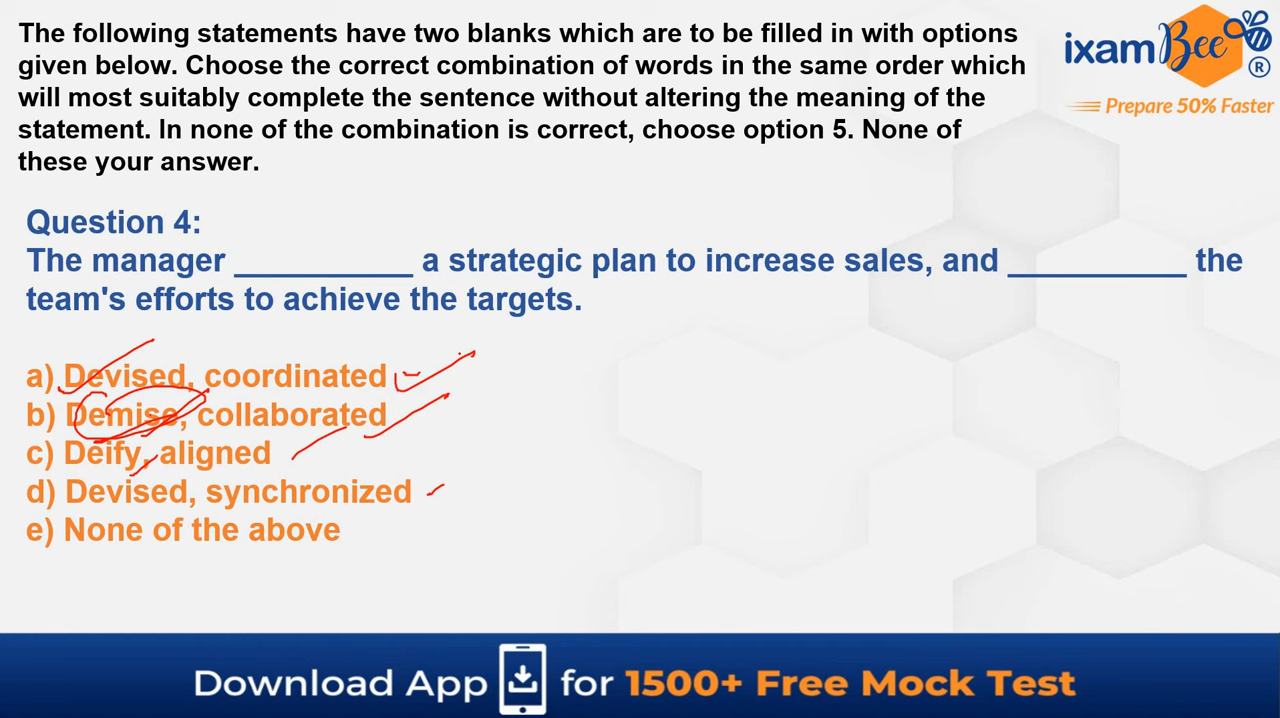 The following statements have two blanks which are to be filled in with options
given below. Choose the correct combination of words in the same order which
will most suitably complete the sentence without altering the meaning of the
statement. In none of the combination is correct, choose option 5. None of
these your answer.
ixamBee
®
Prepare 50% Faster
Question 4:
The manager __________ a strategic plan to increase sales, and __________ the
team's efforts to achieve the targets.
a) Devised, coordinated
b) Demise, collaborated
c) Deify, aligned
d) Devised, synchronized
e) None of the above
Download App for 1500+ Free Mock Test